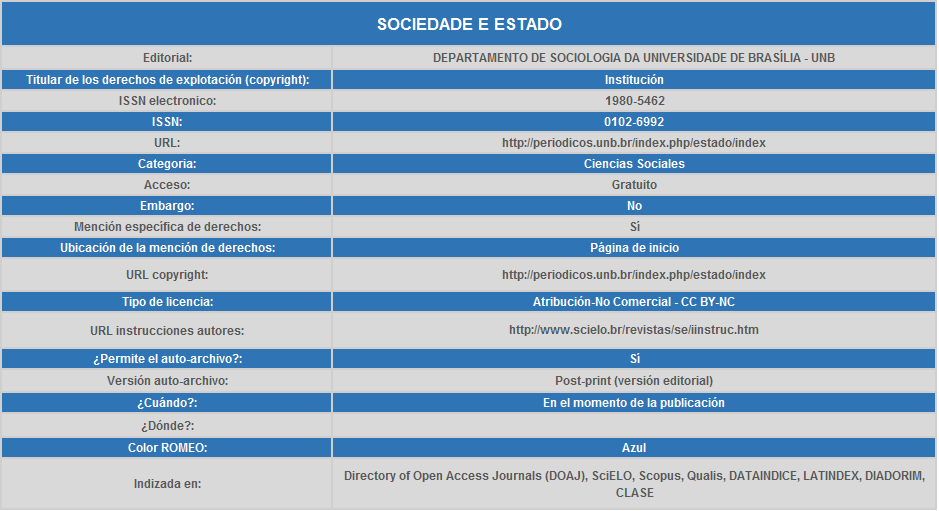 SOCIEDADE E ESTADO
Editorial: DEPARTAMENTO DE SOCIOLOGIA DA UNIVERSIDADE DE BRASÍLIA - UNB
Titular de los derechos de explotación (copyright): Institución
ISSN electronico: 1980-5462
ISSN: 0102-6992
URL: http://periodicos.unb.br/index.php/estado/index
Categoria: Ciencias Sociales
Acceso: Gratuito
Embargo: No
Mención específica de derechos: Sí
Ubicación de la mención de derechos: Página de inicio
URL copyright: http://periodicos.unb.br/index.php/estado/index
Tipo de licencia: Atribución-No Comercial - CC BY-NC
URL instrucciones autores: http://www.scielo.br/revistas/se/iinstruc.htm
¿Permite el auto-archivo?: Sí
Versión auto-archivo: Post-print (versión editorial)
¿Cuándo?: En el momento de la publicación
¿Dónde?:
Color ROMEO: Azul
Indizada en: Directory of Open Access Journals (DOAJ), SciELO, Scopus, Qualis, DATAINDICE, LATINDEX, DIADORIM,
CLASE